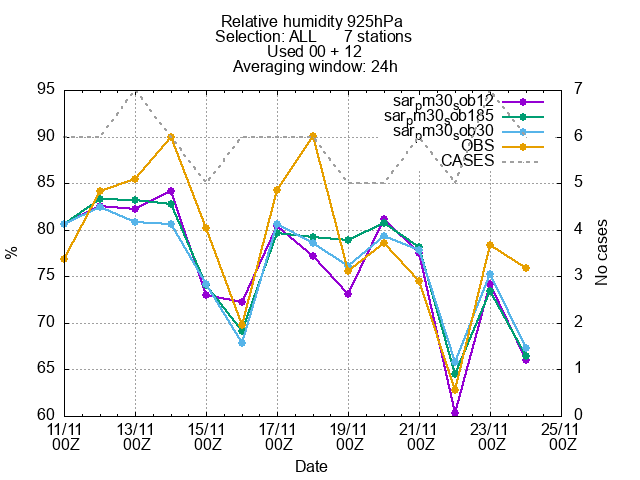 Relative humidity 925hPa
Selection: ALL 7 stations
Used 00 + 12
Averaging window: 24h
95 7
sar_pm30_sob12
sar_pm30_sob185
90 sar_pm30_sob30 6
OBS
CASES
85 5
80 4
%
No cases
75 3
70 2
65 1
60 0
11/11 13/11 15/11 17/11 19/11 21/11 23/11 25/11
00Z 00Z 00Z 00Z 00Z 00Z 00Z 00Z
Date